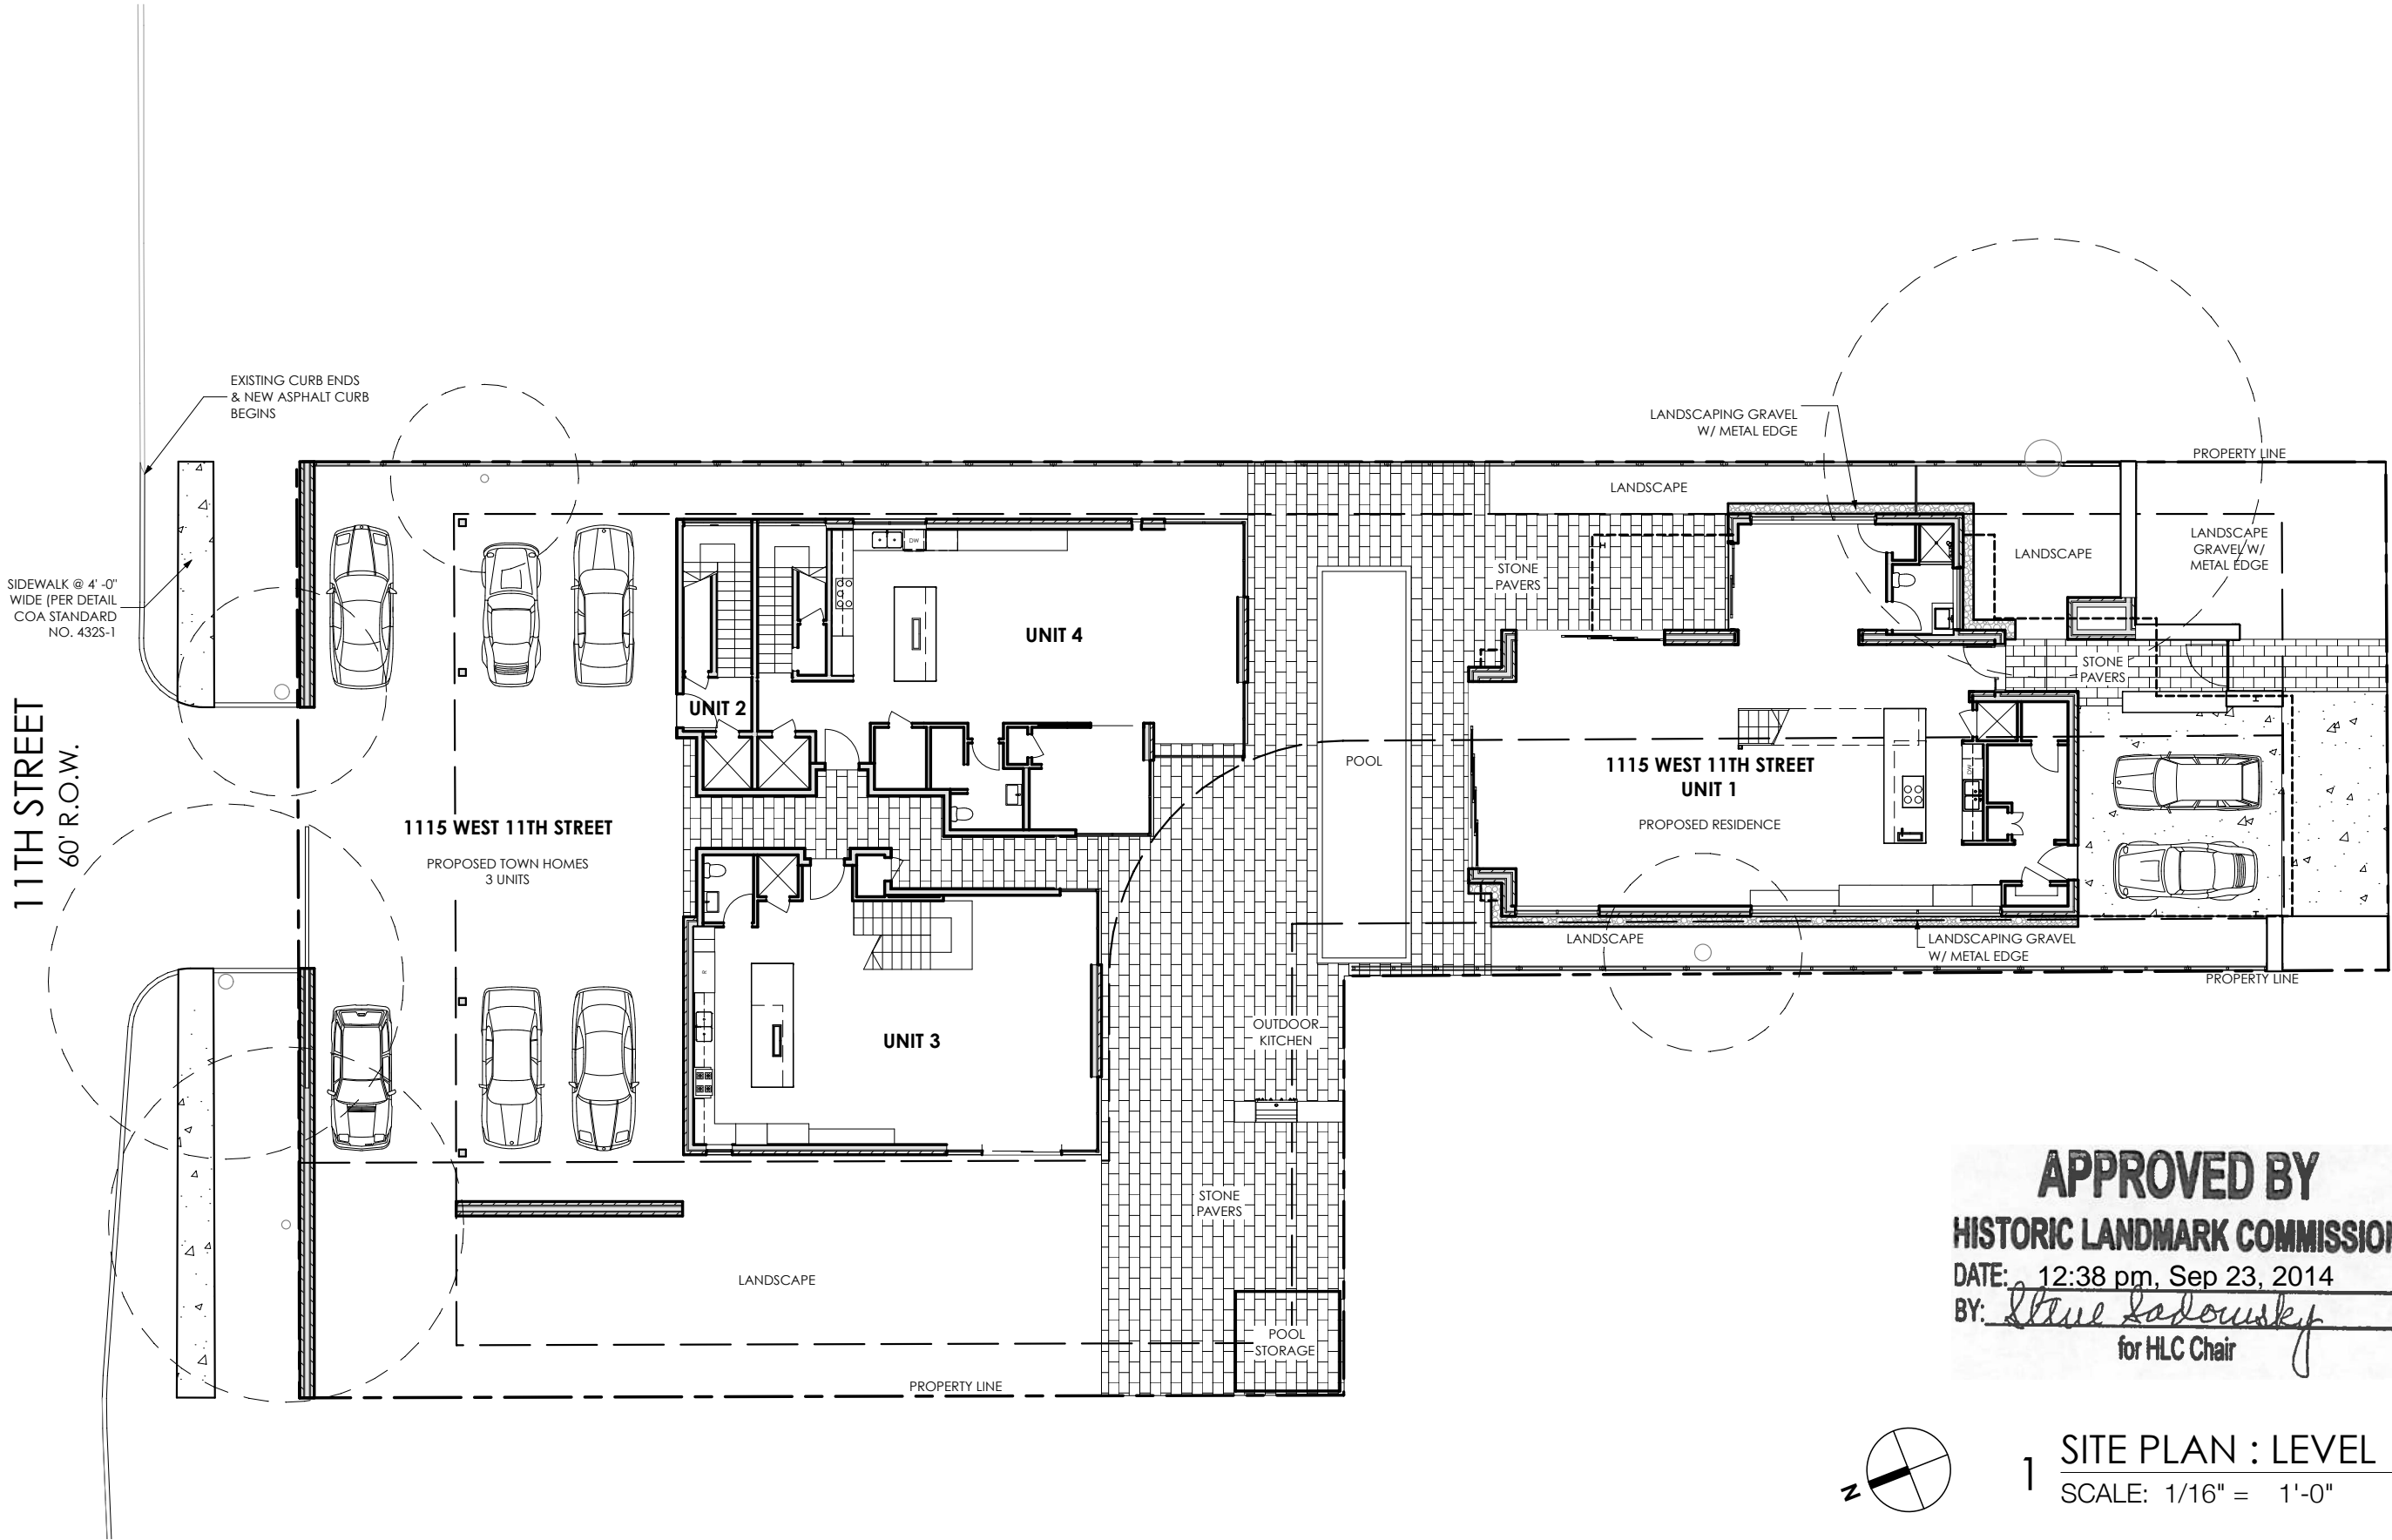 EXISTING CURB ENDS
& NEW ASPHALT CURB
BEGINS
LANDSCAPING GRAVEL
W/ METAL EDGE
PROPERTY LINE
LANDSCAPE
LANDSCAPE
GRAVEL W/
METAL EDGE
LANDSCAPE
SIDEWALK @ 4' -0"
WIDE (PER DETAIL
COA STANDARD
NO. 432S-1
DW
STONE
PAVERS
UNIT 4
STONE
PAVERS
UNIT 2
11TH STREET
60' R.O.W.
POOL
1115 WEST 11TH STREET
UNIT 1
PROPOSED RESIDENCE
DW
1115 WEST 11TH STREET
PROPOSED TOWN HOMES
3 UNITS
LANDSCAPE
LANDSCAPING GRAVEL
W/ METAL EDGE
PROPERTY LINE
R
OUTDOOR
KITCHEN
UNIT 3
STONE
PAVERS
LANDSCAPE
POOL
STORAGE
PROPERTY LINE
APPROVED BY
HISTORIC LANDMARK COMMISSION
DATE: 12:38 pm, Sep 23, 2014
BY: Steve Sadowsky
for HLC Chair
N
1 SITE PLAN : LEVEL
SCALE: 1/16" = 1'-0"